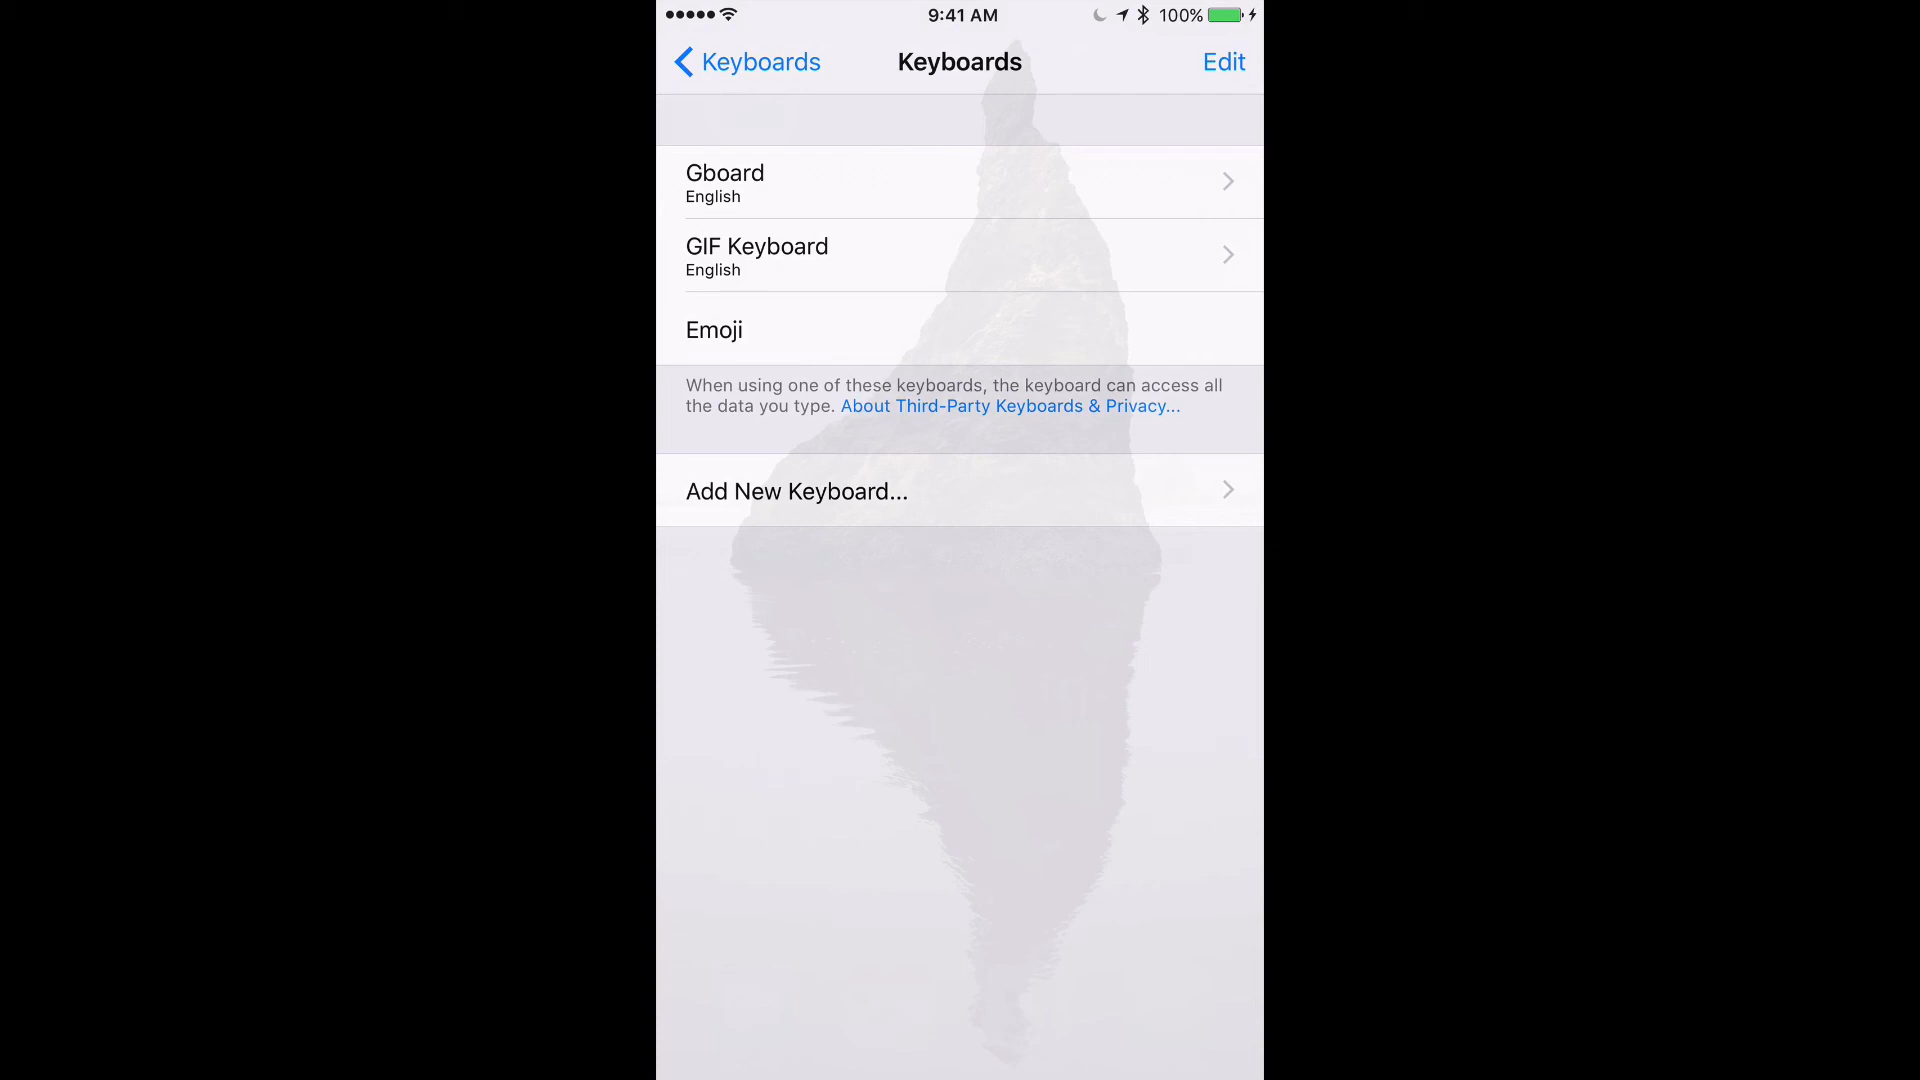 9:41 AM 100%
Keyboards Keyboards Edit
Gboard
English
GIF Keyboard
English
Emoji
When using one of these keyboards, the keyboard can access all
the data you type. About Third-Party Keyboards & Privacy...
Add New Keyboard...